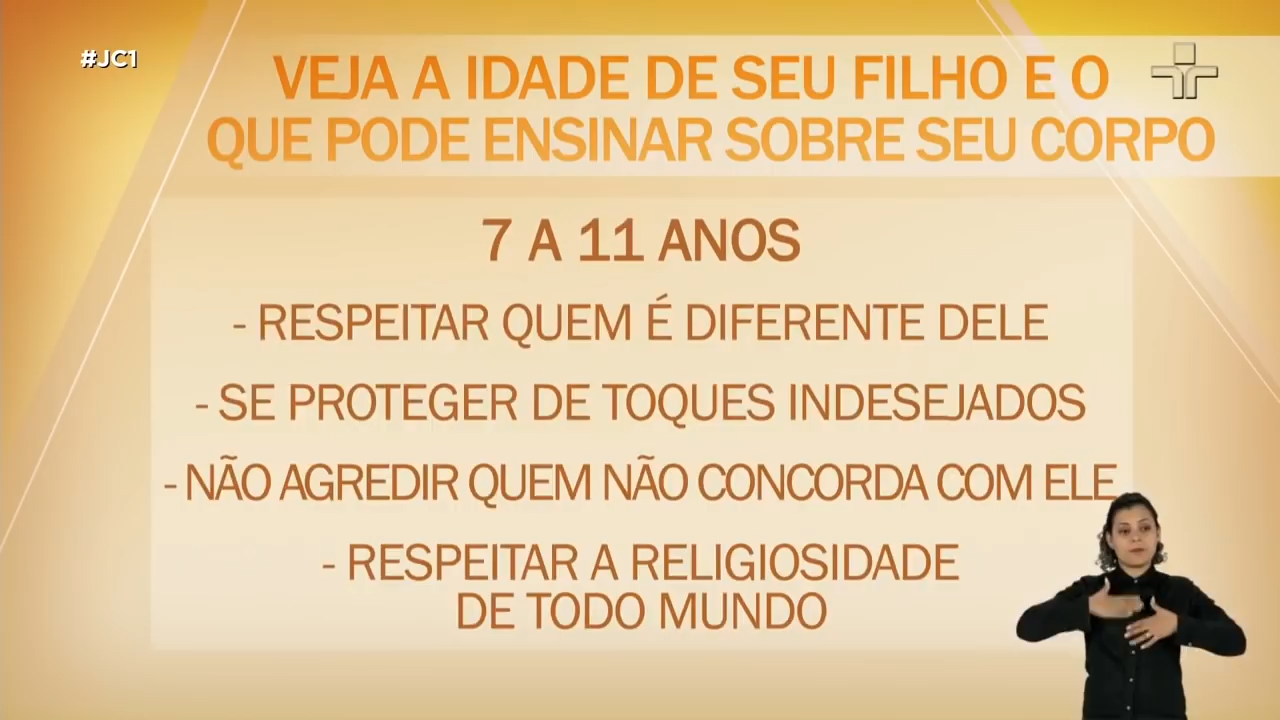 #JC1
VEJA A IDADE DE SEU FILHO E O
QUE PODE ENSINAR SOBRE SEU CORPO
7 A 11 ANOS
- RESPEITAR QUEM É DIFERENTE DELE
- SE PROTEGER DE TOQUES INDESEJADOS
- NÃO AGREDIR QUEM NÃO CONCORDA COM ELE
- RESPEITAR A RELIGIOSIDADE
DE TODO MUNDO